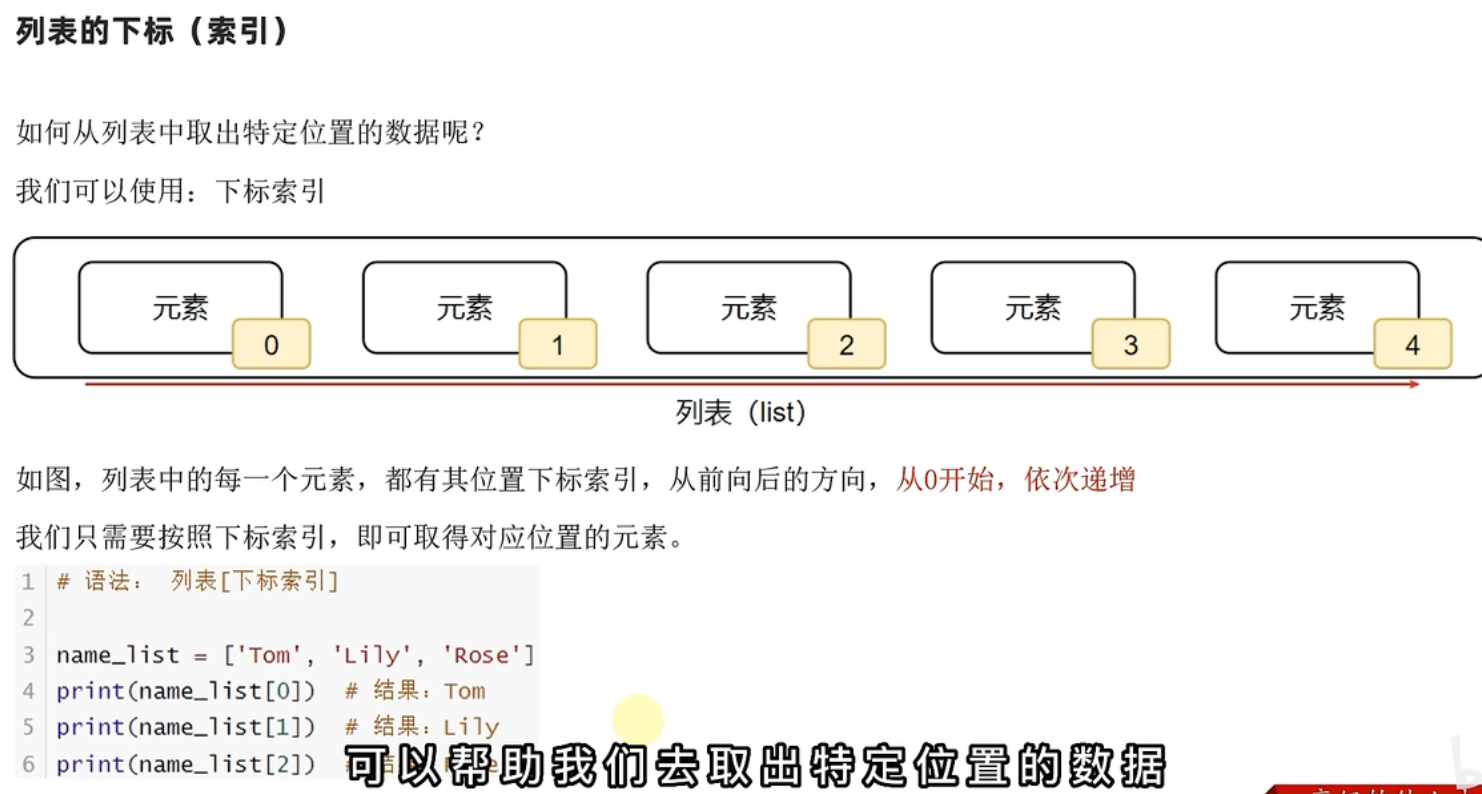 列表的下标（索引）
如何从列表中取出特定位置的数据呢？
我们可以使用：下标索引
元素 元素 元素 元素 元素
0 1 2 3 4
列表（list）
如图，列表中的每一个元素，都有其位置下标索引，从前向后的方向，从0开始，依次递增
我们只需要按照下标索引，即可取得对应位置的元素。
1 # 语法： 列表[下标索引]
2
3 name_list = ['Tom', 'Lily', 'Rose']
4 print(name_list[0]) # 结果：Tom
5 print(name_list[1]) # 结果：Lily
6 print(name_list[2]) #
可以帮助我们去取出特定位置的数据